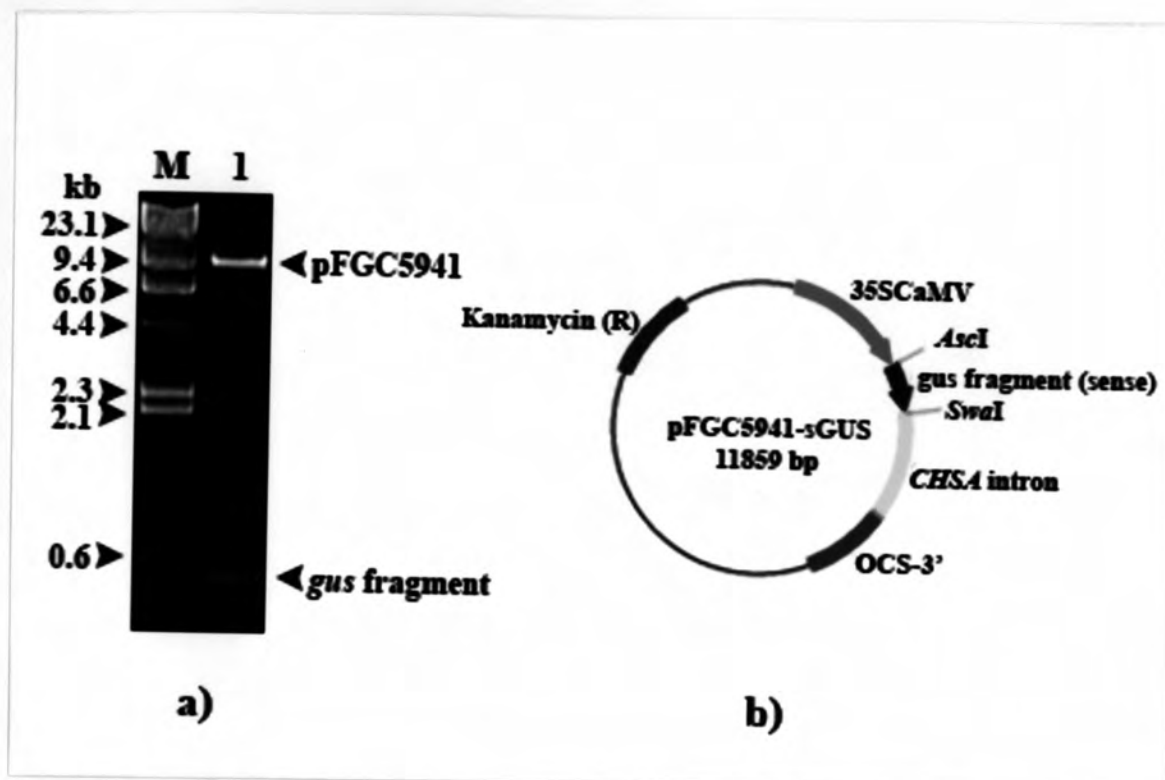 M 1
kb
23.1
9.4
6.6
4.4
2.3
2.1
0.6
pFGC5941
gus fragment
a)
35SCaMV
Kanamycin (R)
AscI
gus fragment (sense)
SwaI
pFGC5941-sGUS
11859 bp
CHSA intron
OCS-3'
b)